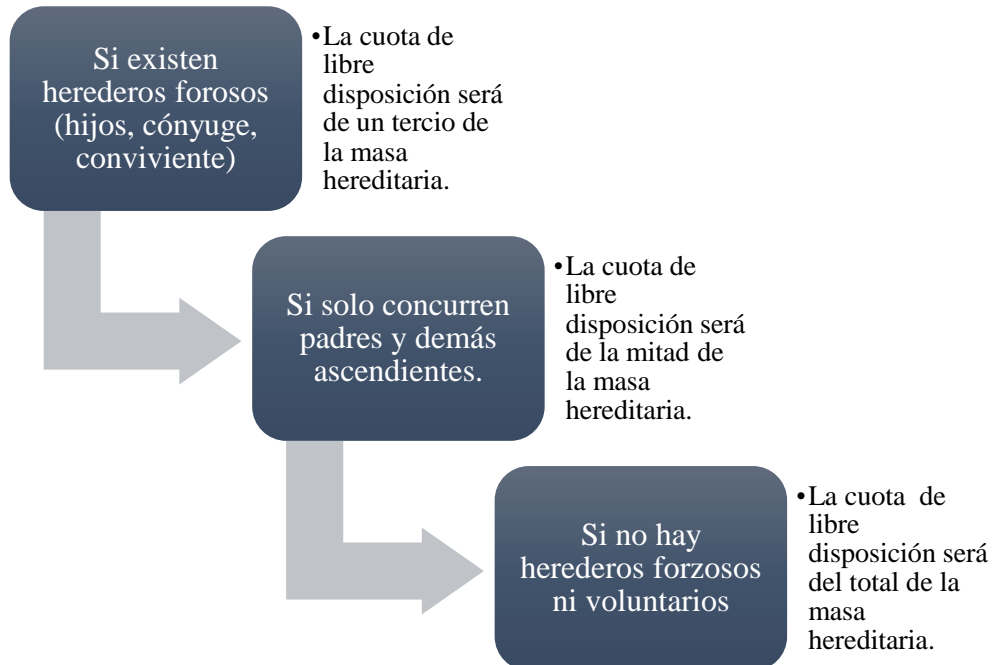 Si existen
herederos forosos
(hijos, cónyuge,
conviviente)
•La cuota de
libre
disposición será
de un tercio de
la masa
hereditaria.
Si solo concurren
padres y demás
ascendientes.
•La cuota de
libre
disposición será
de la mitad de
la masa
hereditaria.
Si no hay
herederos forzosos
ni voluntarios
•La cuota de
libre
disposición será
del total de la
masa
hereditaria.